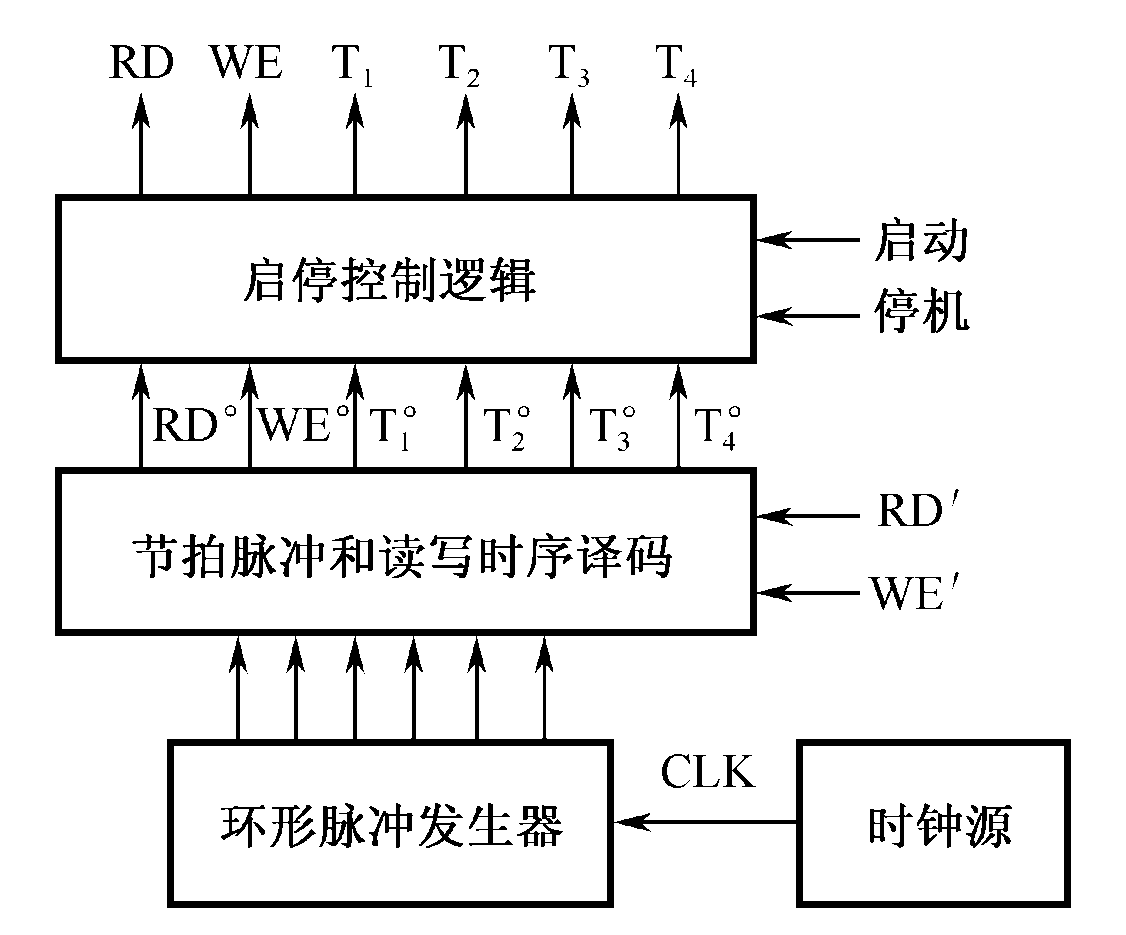 RD WE T₁ T₂ T₃ T₄
启动
启停控制逻辑
停机
RD° WE° T₁° T₂° T₃° T₄°
RD′
节拍脉冲和读写时序译码
WE′
CLK
环形脉冲发生器 时钟源